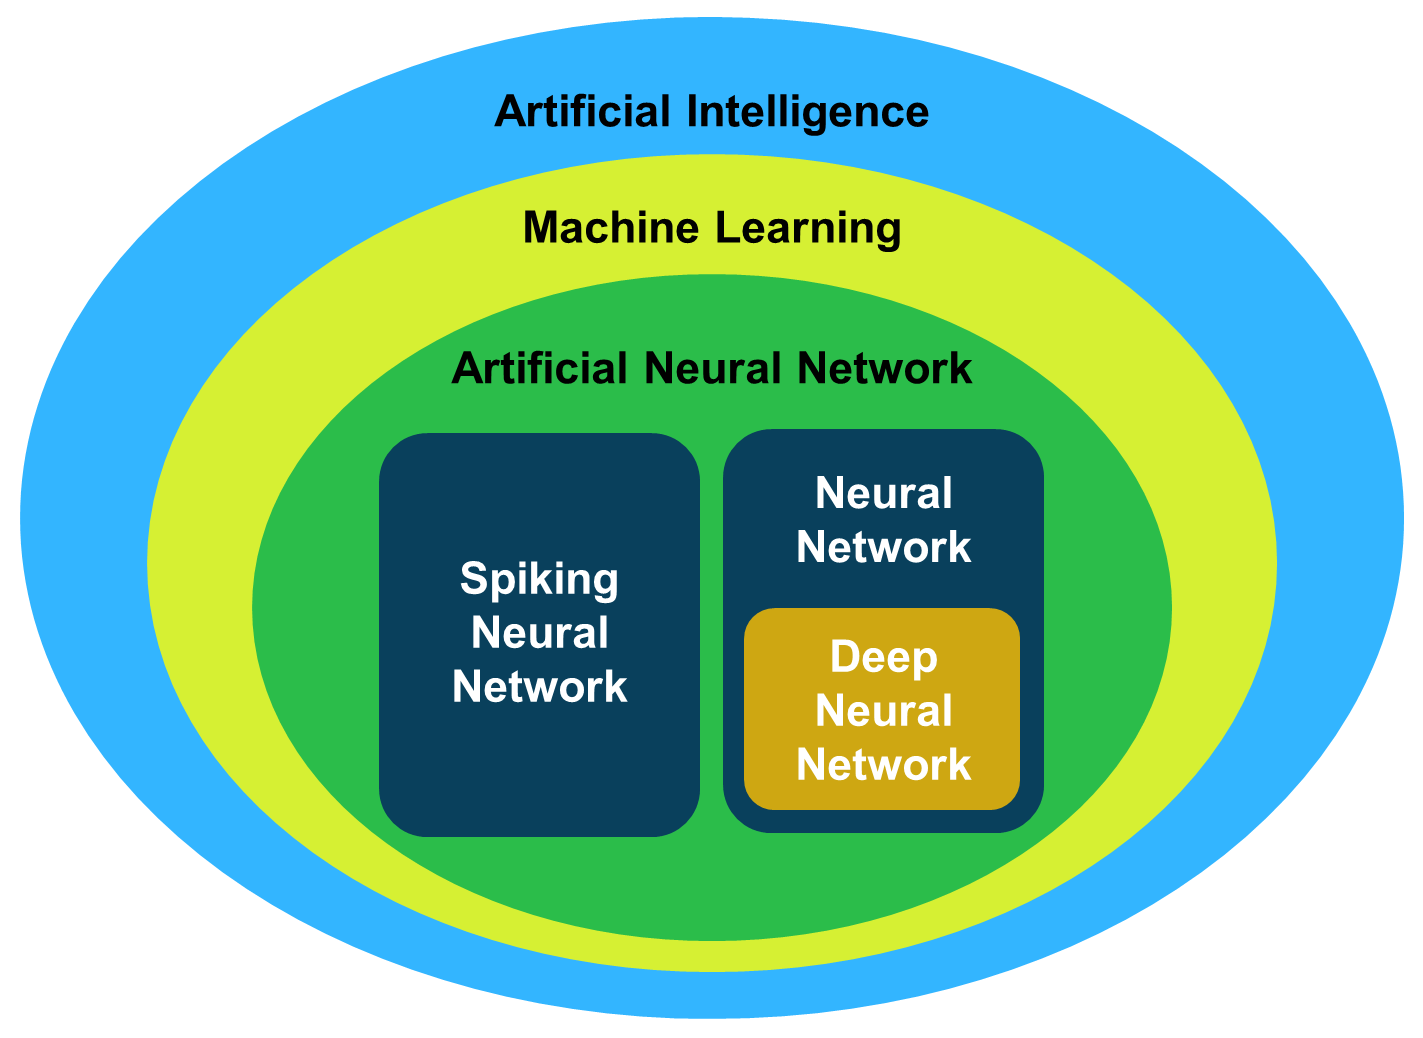 Artificial Intelligence
Machine Learning
Artificial Neural Network
Spiking
Neural
Network
Neural
Network
Deep
Neural
Network